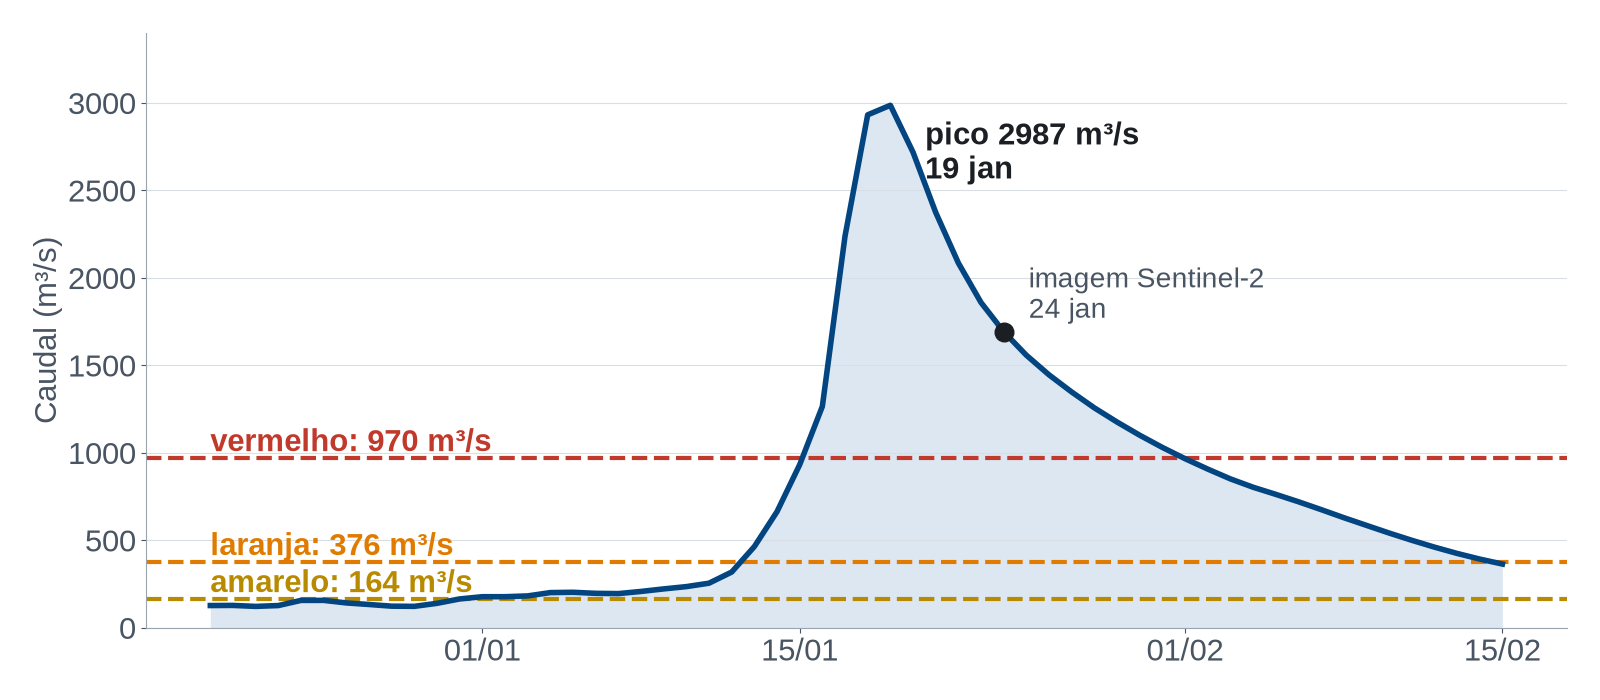 3000
2500
2000
1500
1000
500
0
Caudal (m³/s)
pico 2987 m³/s
19 jan
imagem Sentinel-2
24 jan
vermelho: 970 m³/s
laranja: 376 m³/s
amarelo: 164 m³/s
01/01
15/01
01/02
15/02